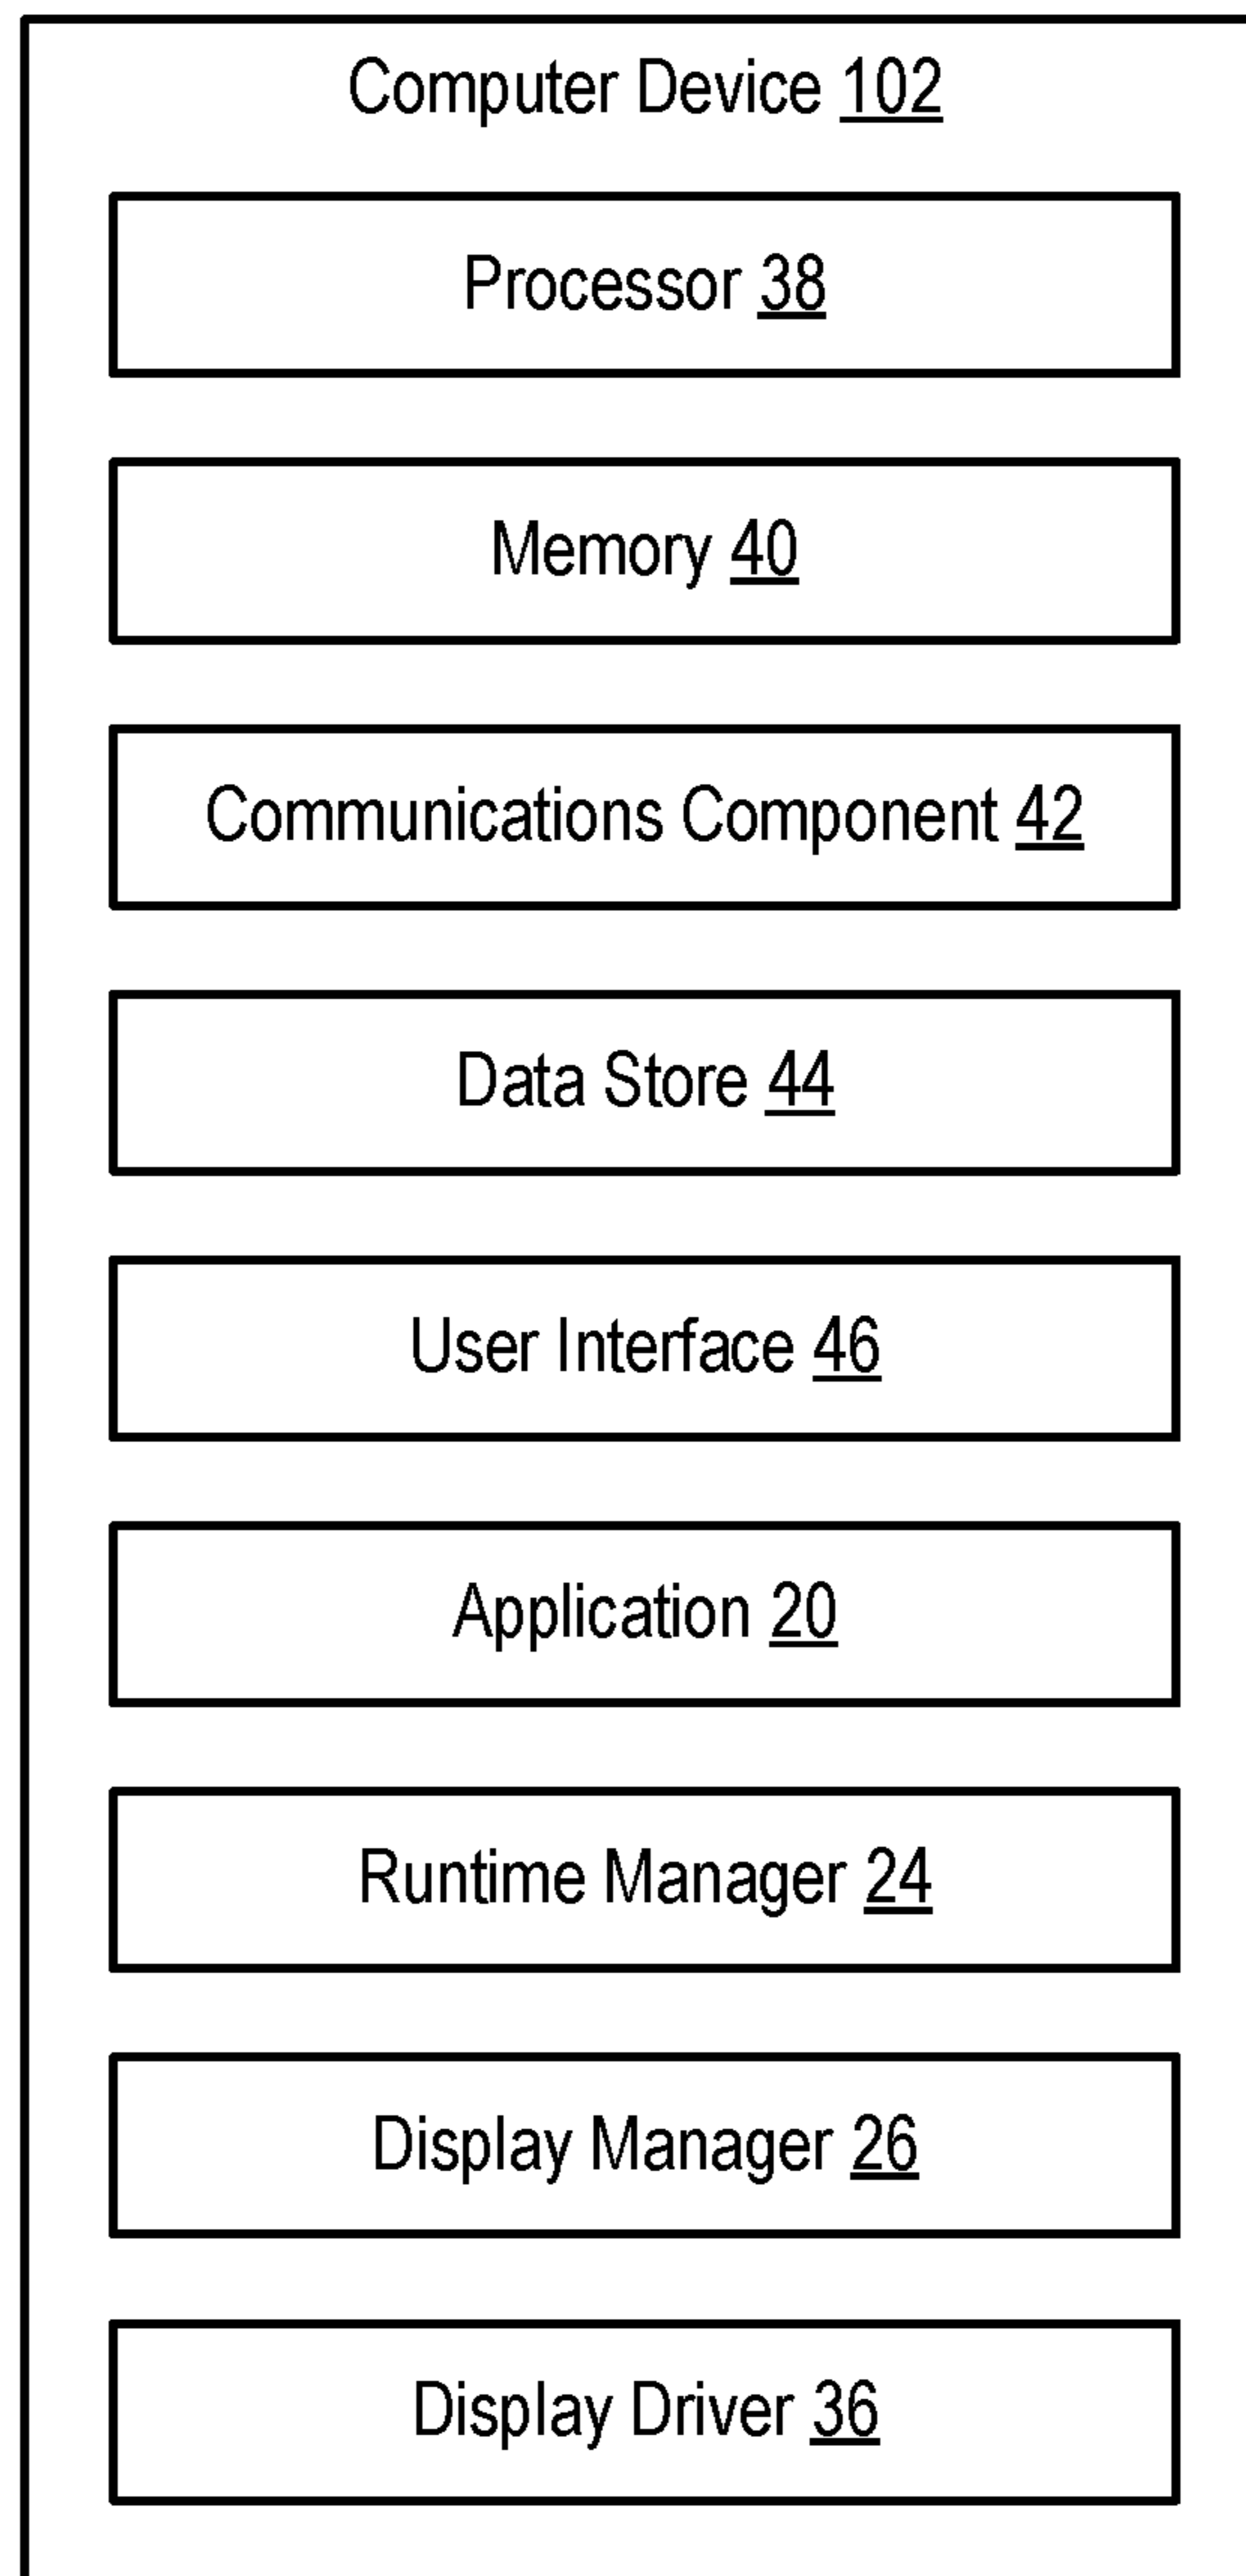 Computer Device 102
Processor 38
Memory 40
Communications Component 42
Data Store 44
User Interface 46
Application 20
Runtime Manager 24
Display Manager 26
Display Driver 36